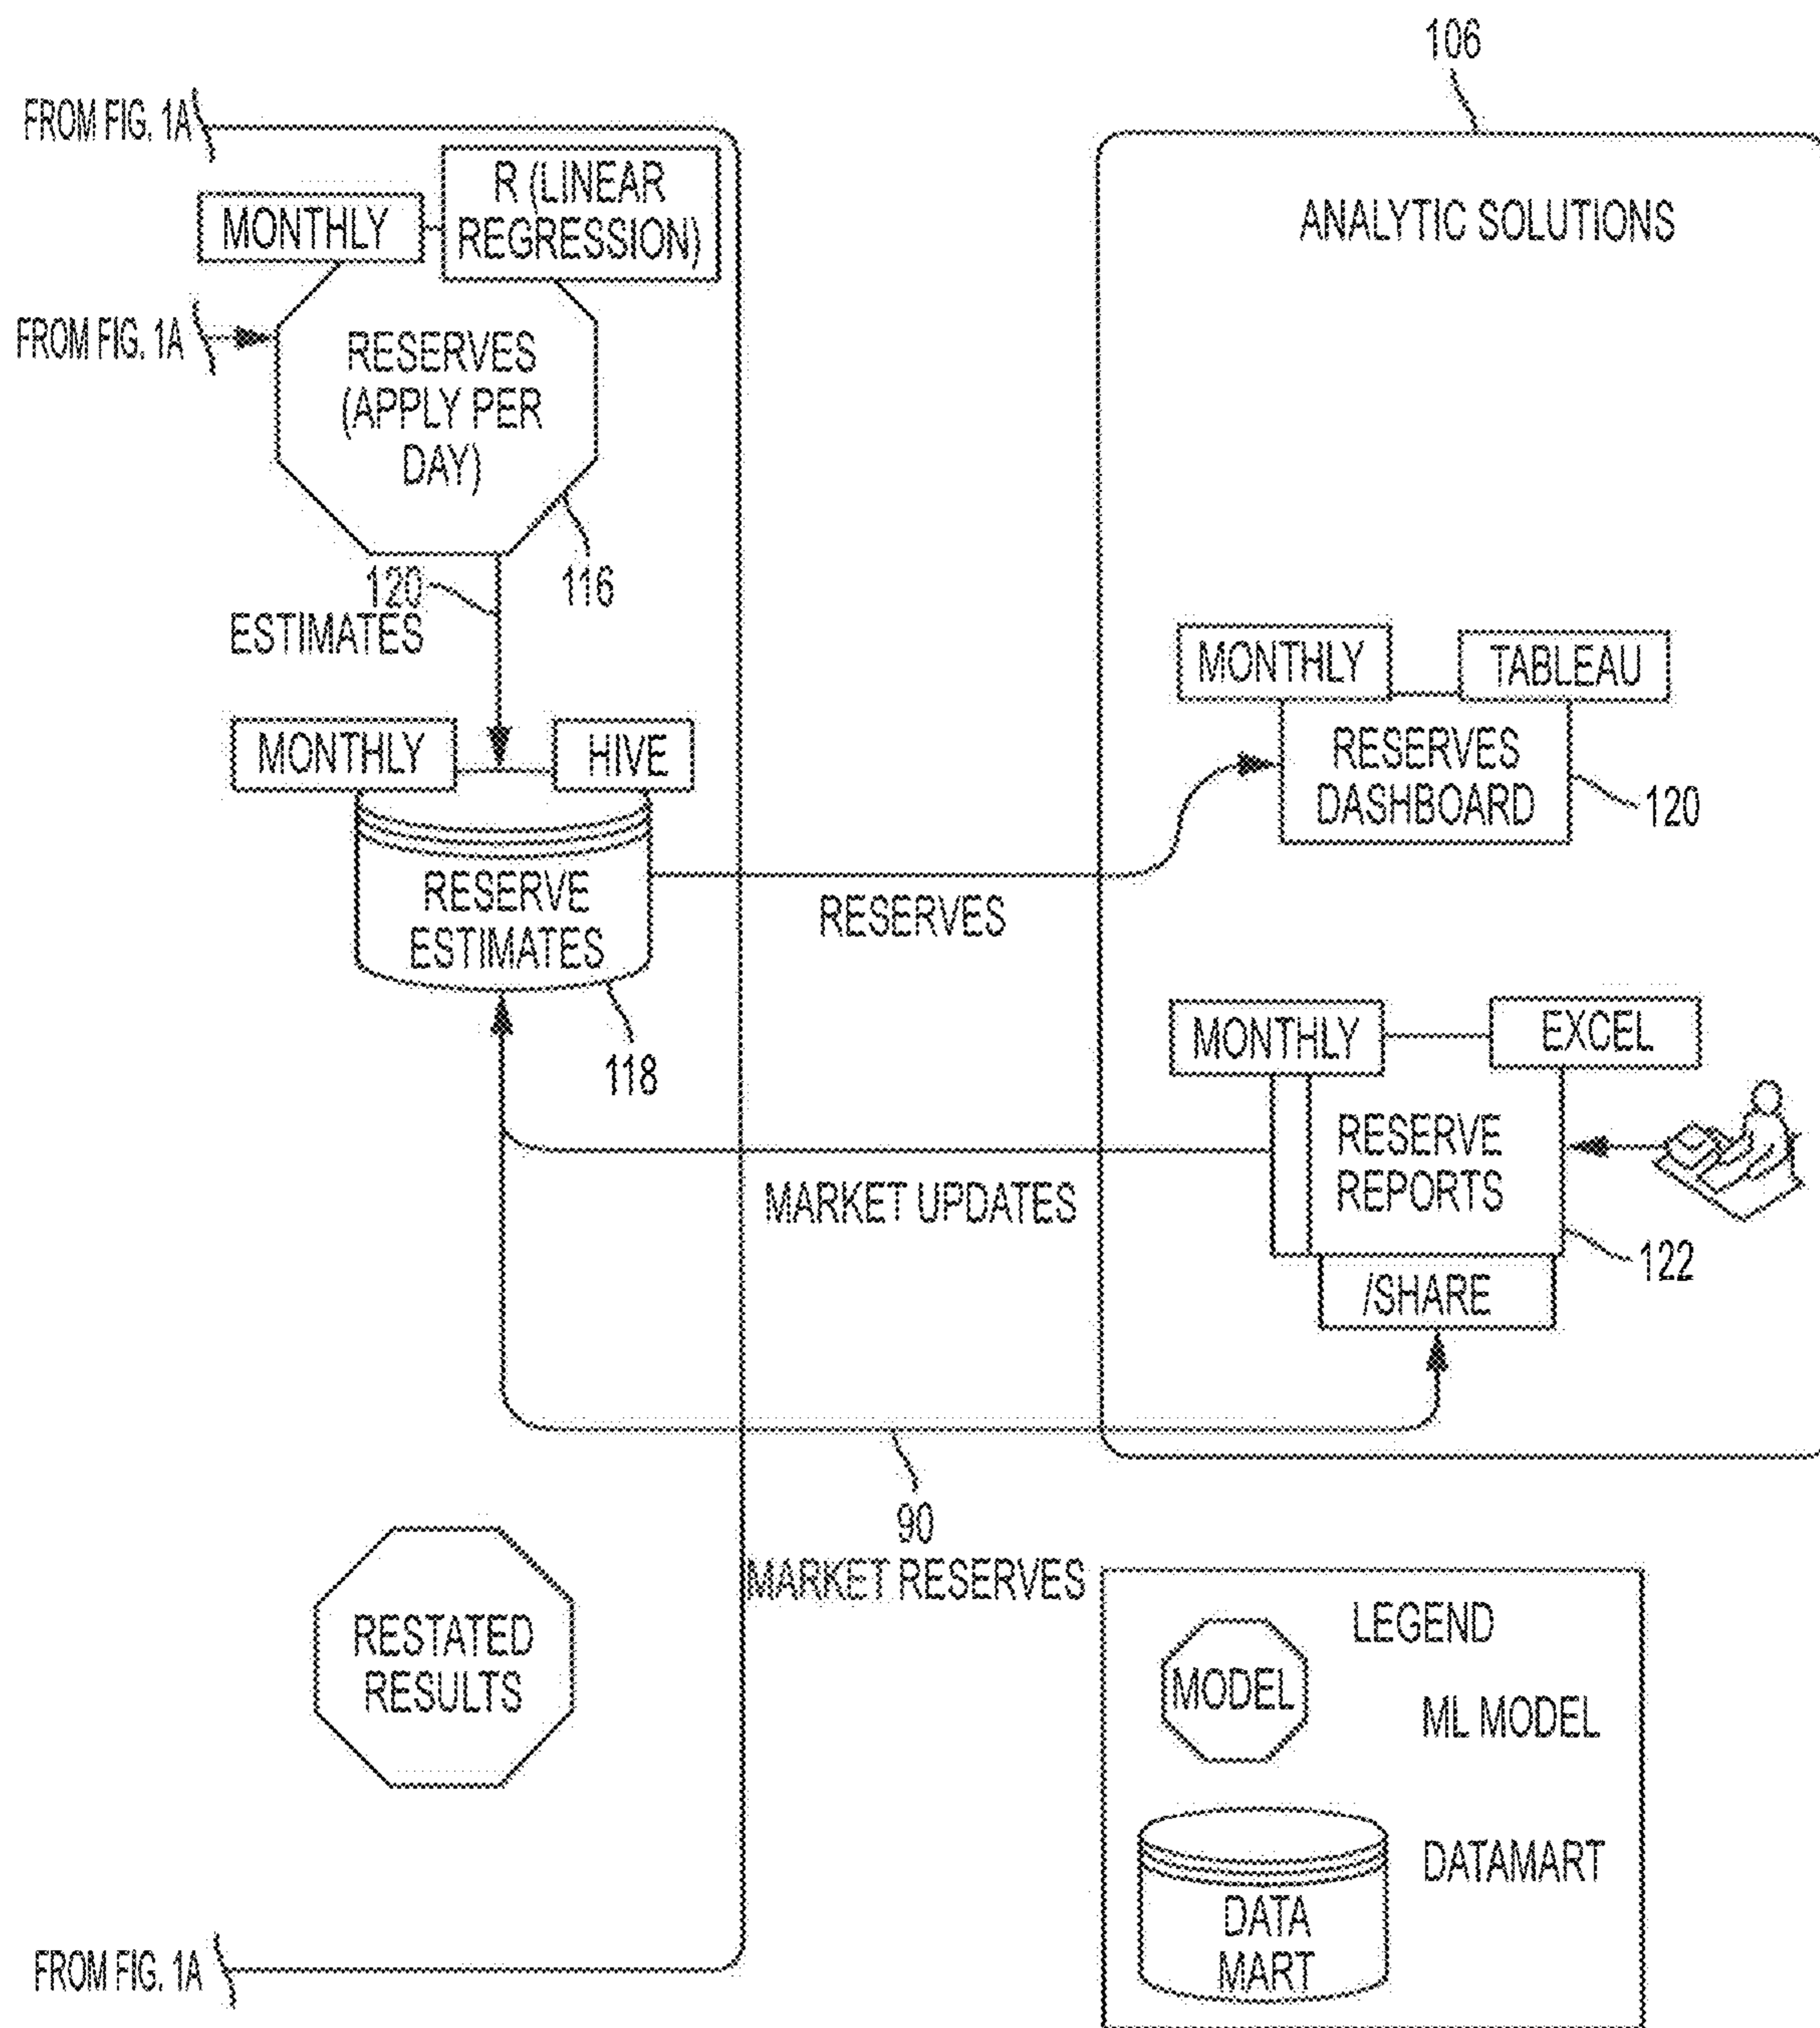 106
FROM FIG. 1A
R (LINEAR
REGRESSION)
MONTHLY
ANALYTIC SOLUTIONS
FROM FIG. 1A
RESERVES
(APPLY PER
DAY)
120
116
ESTIMATES
MONTHLY
TABLEAU
MONTHLY
HIVE
RESERVES
DASHBOARD
120
RESERVE
ESTIMATES
RESERVES
118
MONTHLY
EXCEL
RESERVE
REPORTS
MARKET UPDATES
122
/SHARE
90
MARKET RESERVES
RESTATED
RESULTS
LEGEND
MODEL
ML MODEL
DATAMART
DATA
MART
FROM FIG. 1A